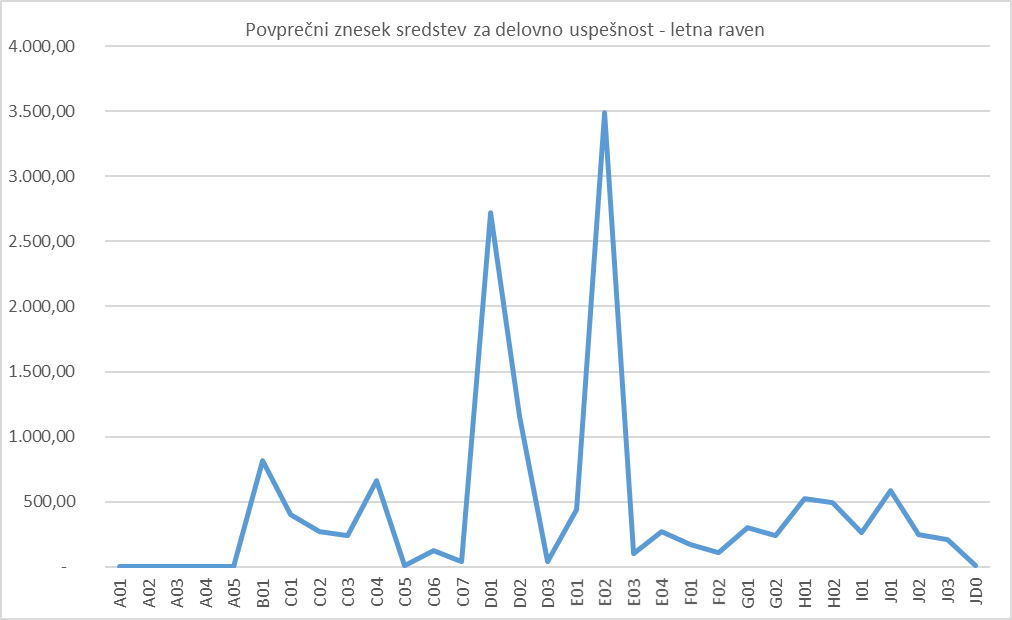 Povprečni znesek sredstev za delovno uspešnost - letna raven
4.000,00
3.500,00
3.000,00
2.500,00
2.000,00
1.500,00
1.000,00
500,00
-
A01
A02
A03
A04
A05
B01
C01
C02
C03
C04
C05
C06
C07
D01
D02
D03
E01
E02
E03
E04
F01
F02
G01
G02
H01
H02
I01
J01
J02
J03
JD0